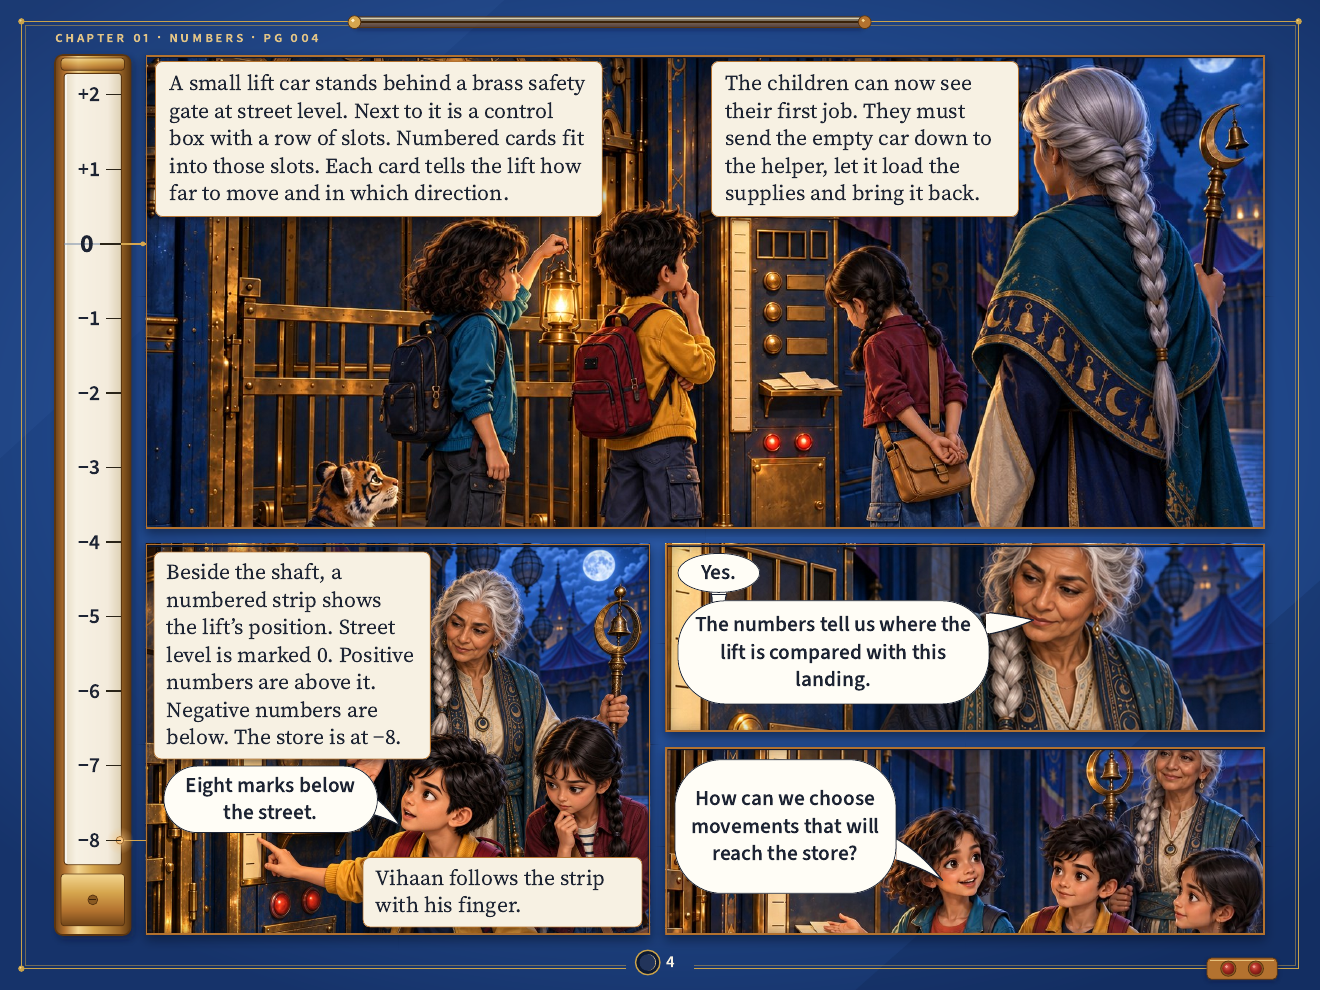 CHAPTER 01 · NUMBERS · PG 004
+2
+1
0
−1
−2
−3
−4
−5
−6
−7
−8
A small lift car stands behind a brass safety
gate at street level. Next to it is a control
box with a row of slots. Numbered cards fit
into those slots. Each card tells the lift how
far to move and in which direction.
The children can now see
their first job. They must
send the empty car down to
the helper, let it load the
supplies and bring it back.
Beside the shaft, a
numbered strip shows
the lift’s position. Street
level is marked 0. Positive
numbers are above it.
Negative numbers are
below. The store is at −8.
Eight marks below
the street.
Vihaan follows the strip
with his finger.
Yes.
The numbers tell us where the
lift is compared with this
landing.
How can we choose
movements that will
reach the store?
4